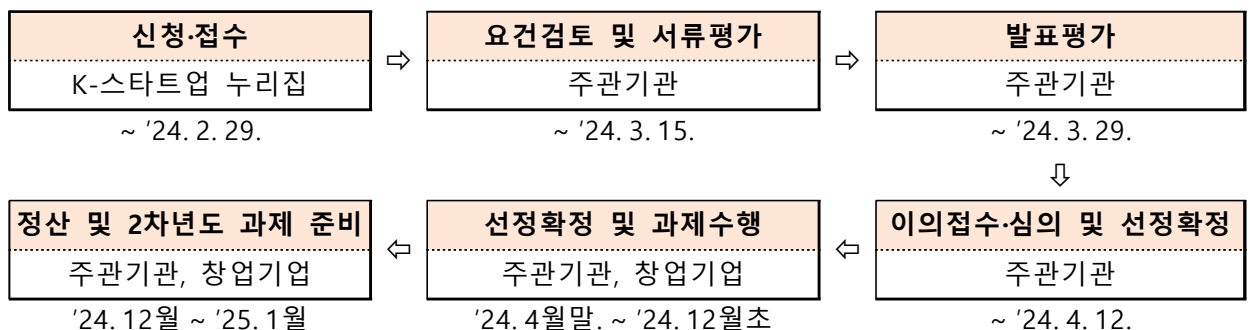 신청·접수
K-스타트업 누리집
~ '24. 2. 29.
⇨
요건검토 및 서류평가
주관기관
~ '24. 3. 15.
⇨
발표평가
주관기관
~ '24. 3. 29.
⇩
이의접수·심의 및 선정확정
주관기관
~ '24. 4. 12.
⇦
선정확정 및 과제수행
주관기관, 창업기업
'24. 4월말. ~ '24. 12월초
⇦
정산 및 2차년도 과제 준비
주관기관, 창업기업
'24. 12월 ~ '25. 1월